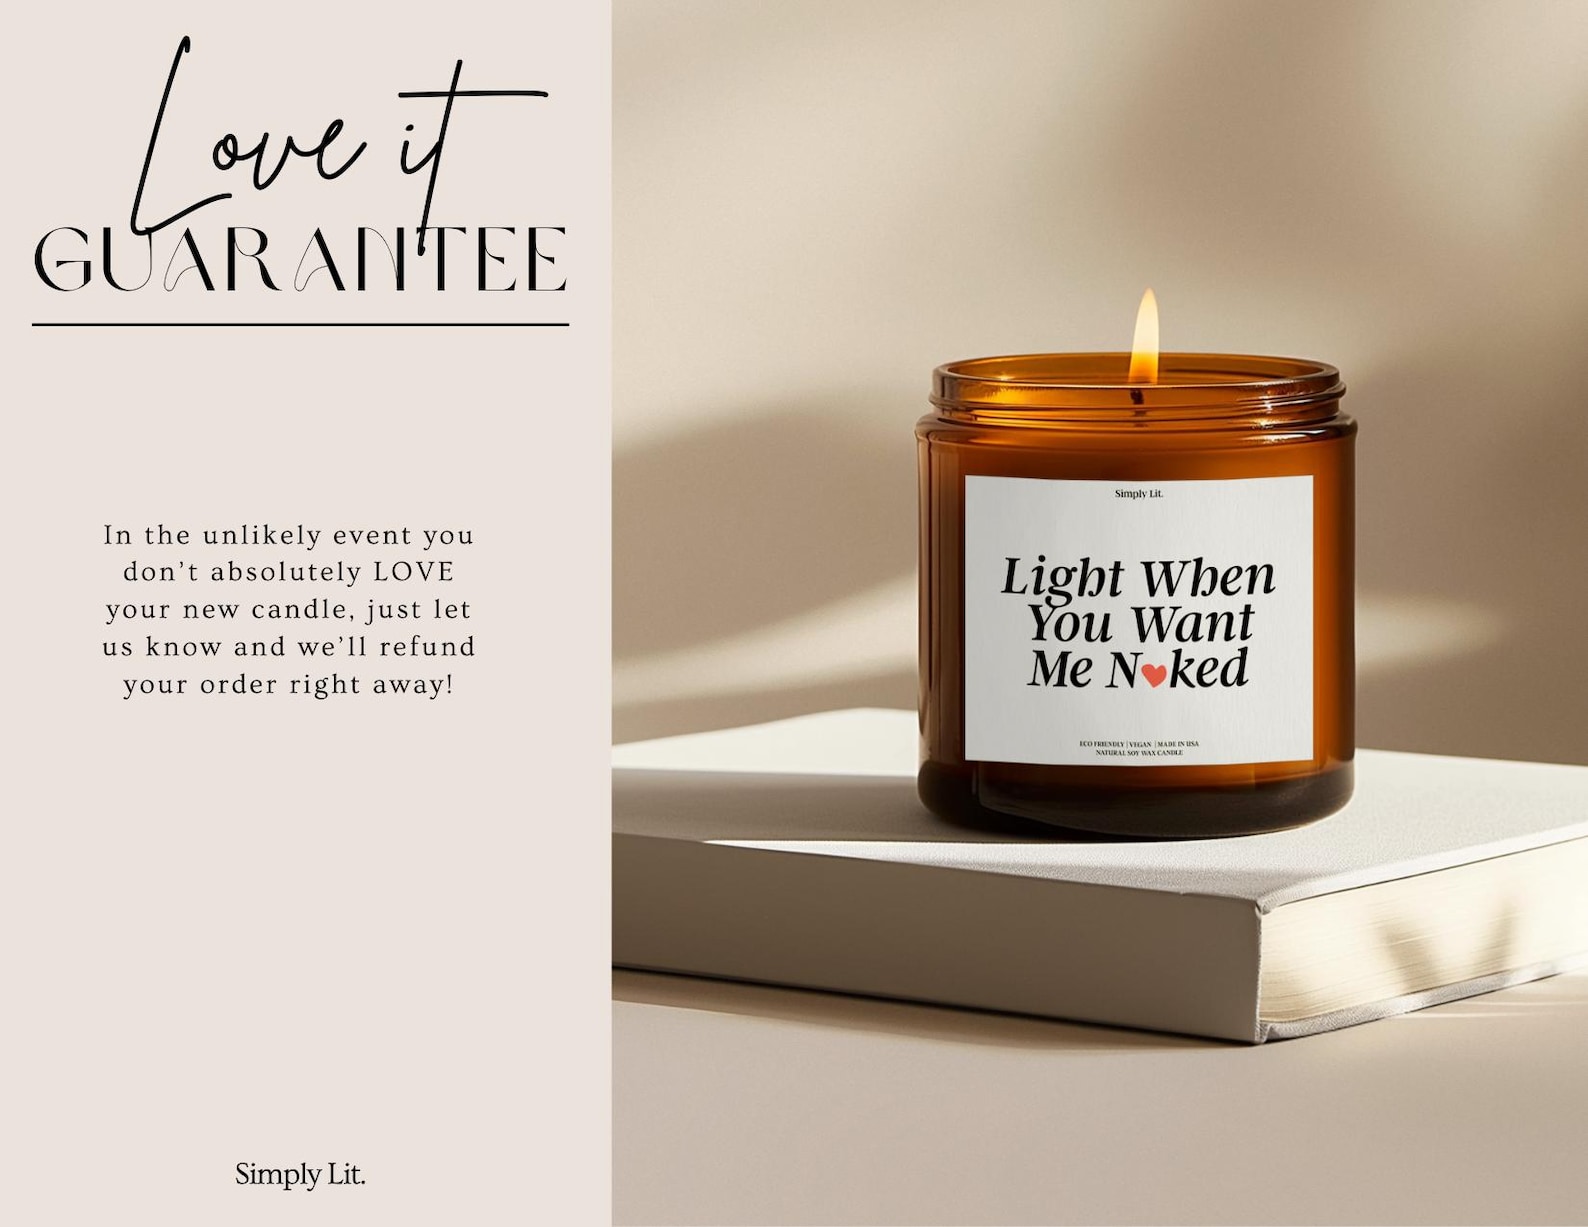 Love it
GUARANTEE
In the unlikely event you
don't absolutely LOVE
your new candle, just let
us know and we'll refund
your order right away!
Simply Lit.
Simply Lit.
Light When
You Want
Me N♥ked
ECO FRIENDLY | VEGAN | MADE IN USA
NATURAL SOY WAX CANDLE